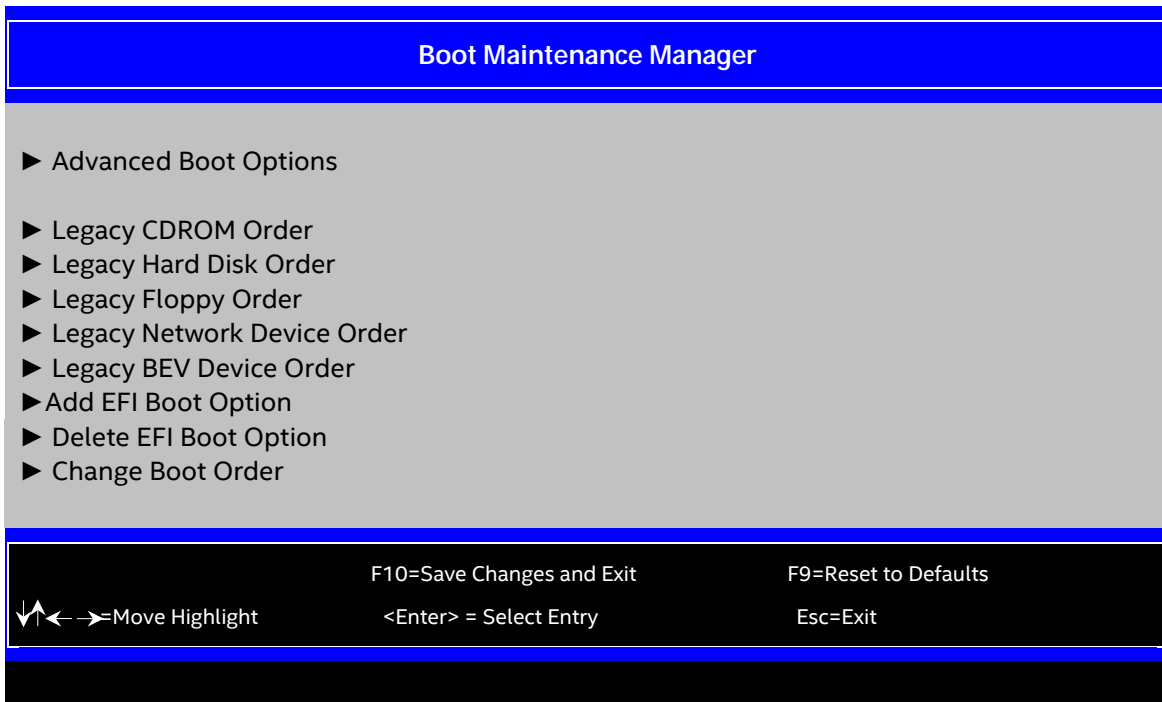 Boot Maintenance Manager
► Advanced Boot Options
► Legacy CDROM Order
► Legacy Hard Disk Order
► Legacy Floppy Order
► Legacy Network Device Order
► Legacy BEV Device Order
►Add EFI Boot Option
► Delete EFI Boot Option
► Change Boot Order
F10=Save Changes and Exit F9=Reset to Defaults
↓↑←→=Move Highlight <Enter> = Select Entry Esc=Exit